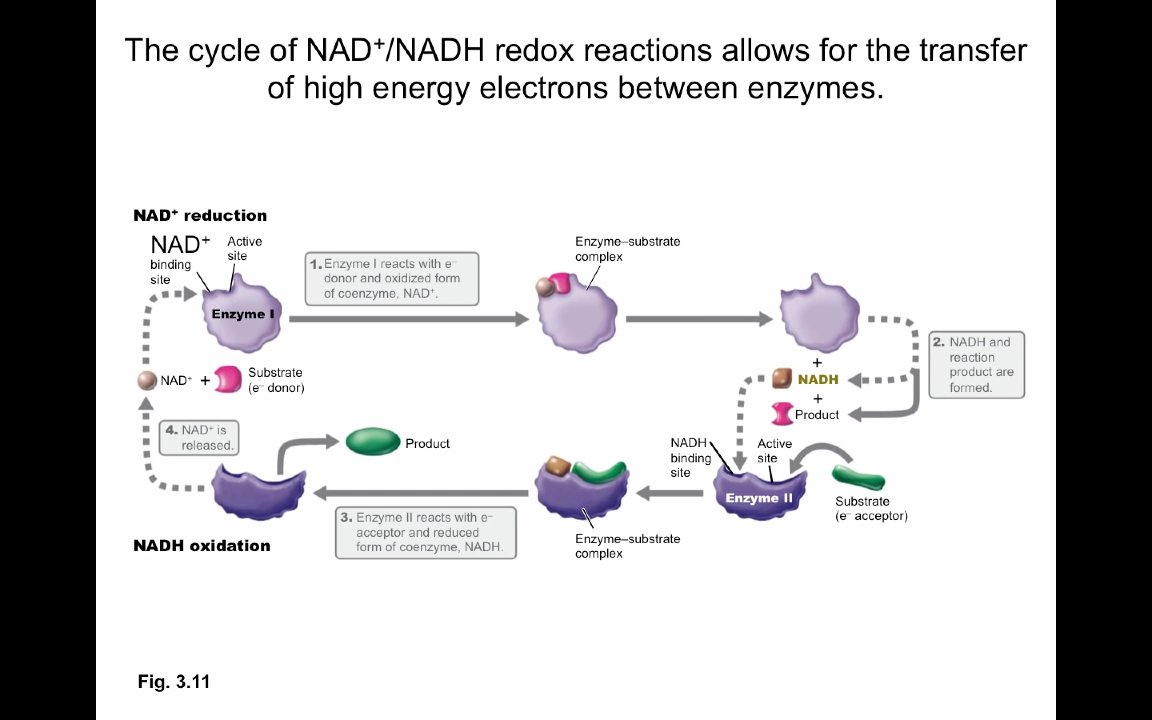 The cycle of NAD⁺/NADH redox reactions allows for the transfer
of high energy electrons between enzymes.
NAD⁺ reduction
NAD⁺
binding
site
Active
site
Enzyme I
1. Enzyme I reacts with e⁻
donor and oxidized form
of coenzyme, NAD⁺.
Enzyme–substrate
complex
2. NADH and
reaction
product are
formed.
+
NADH
+
Product
NAD⁺ +
Substrate
(e⁻ donor)
4. NAD⁺ is
released.
Product
NADH
binding
site
Active
site
Enzyme II
Substrate
(e⁻ acceptor)
3. Enzyme II reacts with e⁻
acceptor and reduced
form of coenzyme, NADH.
Enzyme–substrate
complex
NADH oxidation
Fig. 3.11